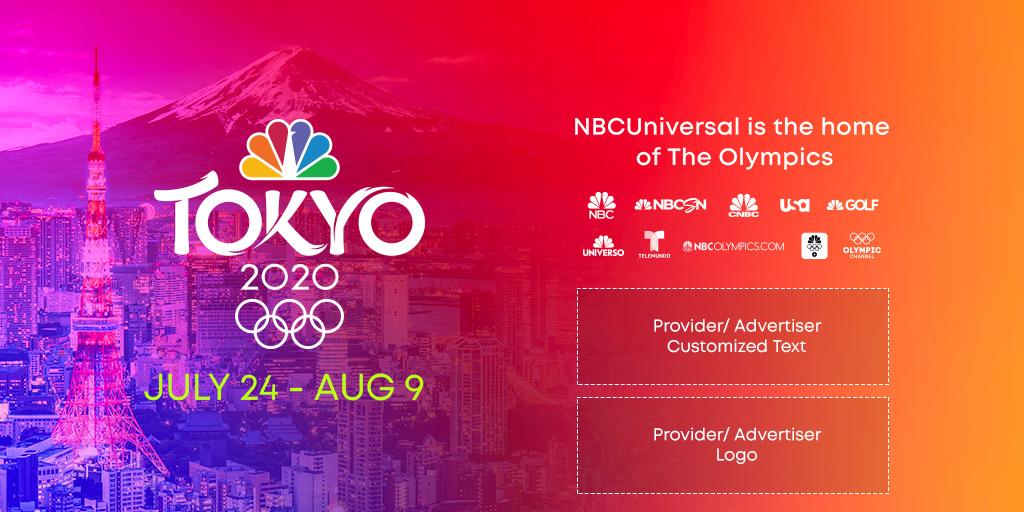 TOKYO
2020
JULY 24 - AUG 9
NBCUniversal is the home
of The Olympics
NBC
NBCSN
CNBC
usa
GOLF
UNIVERSO
TELEMUNDO
NBCOLYMPICS.COM
OLYMPIC
CHANNEL
Provider/ Advertiser
Customized Text
Provider/ Advertiser
Logo